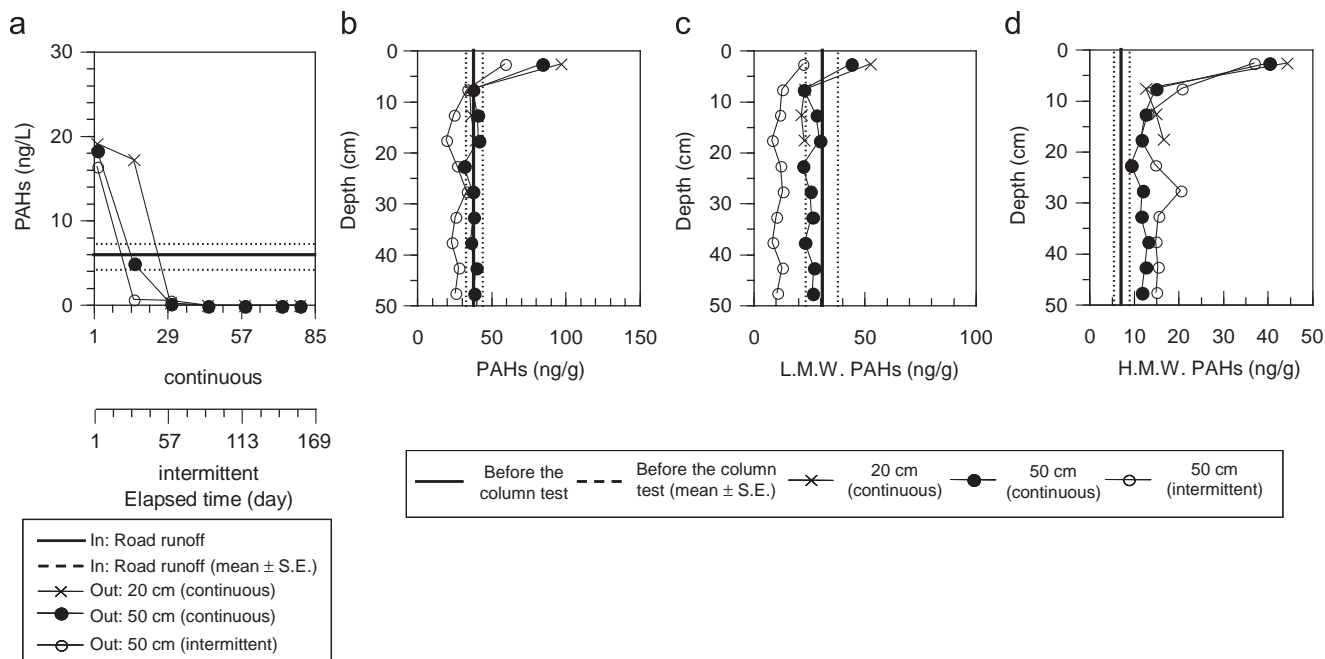 a
PAHs (ng/L)
30
20
10
0
1 29 57 85
continuous
1 57 113 169
intermittent
Elapsed time (day)
In: Road runoff
In: Road runoff (mean ± S.E.)
Out: 20 cm (continuous)
Out: 50 cm (continuous)
Out: 50 cm (intermittent)
b
Depth (cm)
0
10
20
30
40
50
0 50 100 150
PAHs (ng/g)
c
Depth (cm)
0
10
20
30
40
50
0 20 40 60 80 100
L.M.W. PAHs (ng/g)
d
Depth (cm)
0
10
20
30
40
50
0 10 20 30 40 50
H.M.W. PAHs (ng/g)
Before the
column test
Before the column
test (mean ± S.E.)
20 cm
(continuous)
50 cm
(continuous)
50 cm
(intermittent)